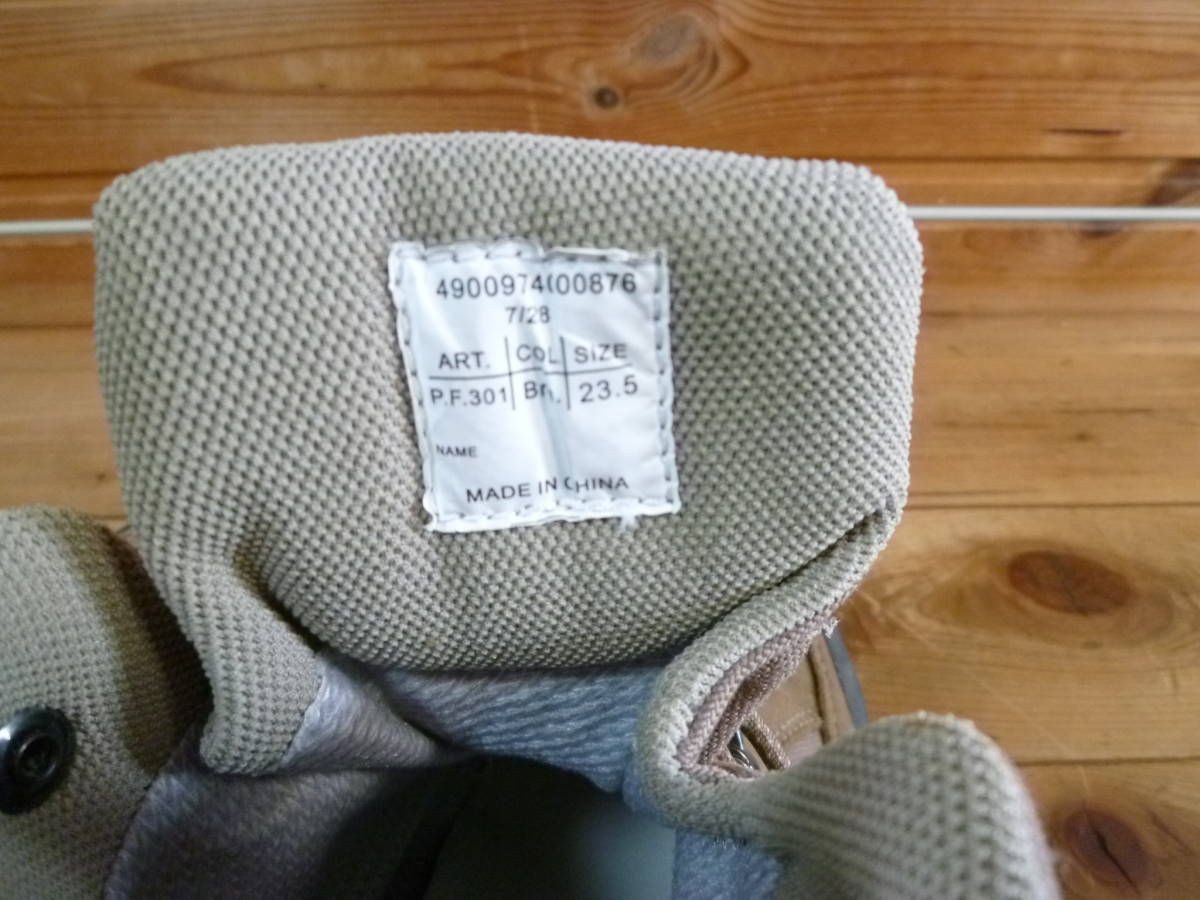 4900974000876
7/28
ART. COL SIZE
P.F.301 Br. 23.5
NAME
MADE IN CHINA